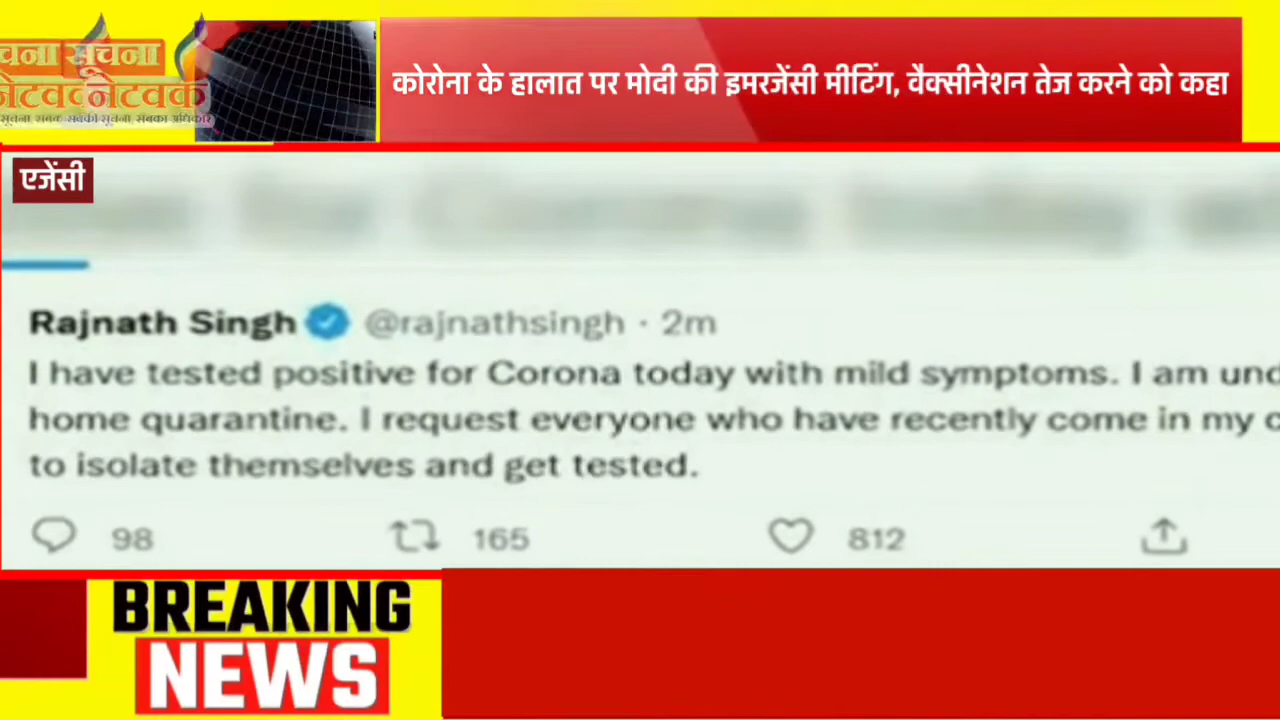 सूचना
नेटवर्क
कोरोना के हालात पर मोदी की इमरजेंसी मीटिंग, वैक्सीनेशन तेज करने को कहा
एजेंसी
Rajnath Singh @rajnathsingh · 2m
I have tested positive for Corona today with mild symptoms. I am und
home quarantine. I request everyone who have recently come in my c
to isolate themselves and get tested.
98 165 812
BREAKING
NEWS